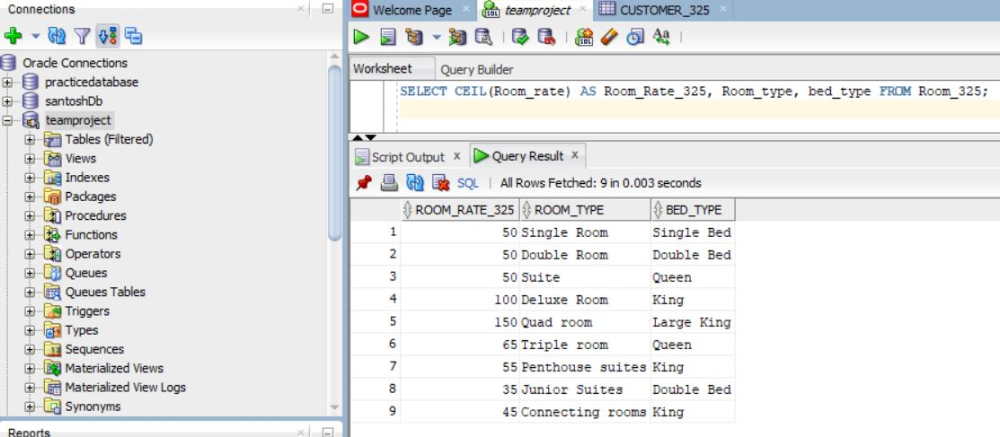 Connections
Oracle Connections
practicedatabase
santoshDb
teamproject
Tables (Filtered)
Views
Indexes
Packages
Procedures
Functions
Operators
Queues
Queues Tables
Triggers
Types
Sequences
Materialized Views
Materialized View Logs
Synonyms
Reports
Welcome Page teamproject CUSTOMER_325
Worksheet Query Builder
SELECT CEIL(Room_rate) AS Room_Rate_325, Room_type, bed_type FROM Room_325;
Script Output x Query Result x
SQL | All Rows Fetched: 9 in 0.003 seconds
ROOM_RATE_325 ROOM_TYPE BED_TYPE
1 50 Single Room Single Bed
2 50 Double Room Double Bed
3 50 Suite Queen
4 100 Deluxe Room King
5 150 Quad room Large King
6 65 Triple room Queen
7 55 Penthouse suites King
8 35 Junior Suites Double Bed
9 45 Connecting rooms King